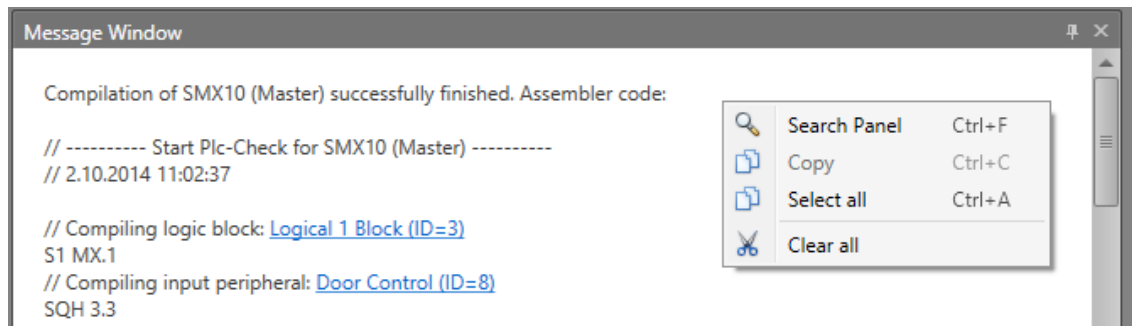 Message Window
Compilation of SMX10 (Master) successfully finished. Assembler code:
// ---------- Start Plc-Check for SMX10 (Master) ----------
// 2.10.2014 11:02:37
// Compiling logic block: Logical 1 Block (ID=3)
S1 MX.1
// Compiling input peripheral: Door Control (ID=8)
SQH 3.3
Search Panel Ctrl+F
Copy Ctrl+C
Select all Ctrl+A
Clear all